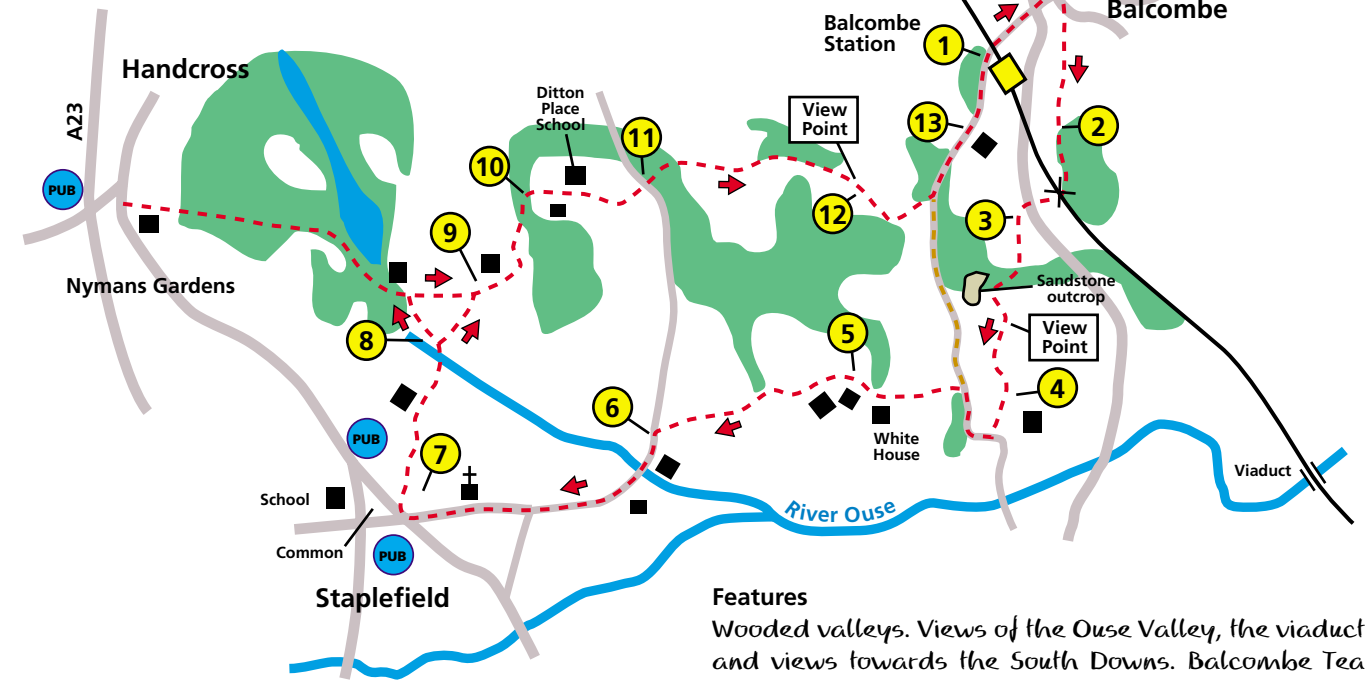 Balcombe
Balcombe
Station
1
Handcross
A23
PUB
Ditton
Place
School
View
Point
13
2
11
10
12
3
9
Nymans Gardens
Sandstone
outcrop
View
Point
8
5
4
6
White
House
PUB
7
School
Viaduct
River Ouse
Common
PUB
Staplefield
Features
Wooded valleys. Views of the Ouse Valley, the viaduct
and views towards the South Downs. Balcombe Tea